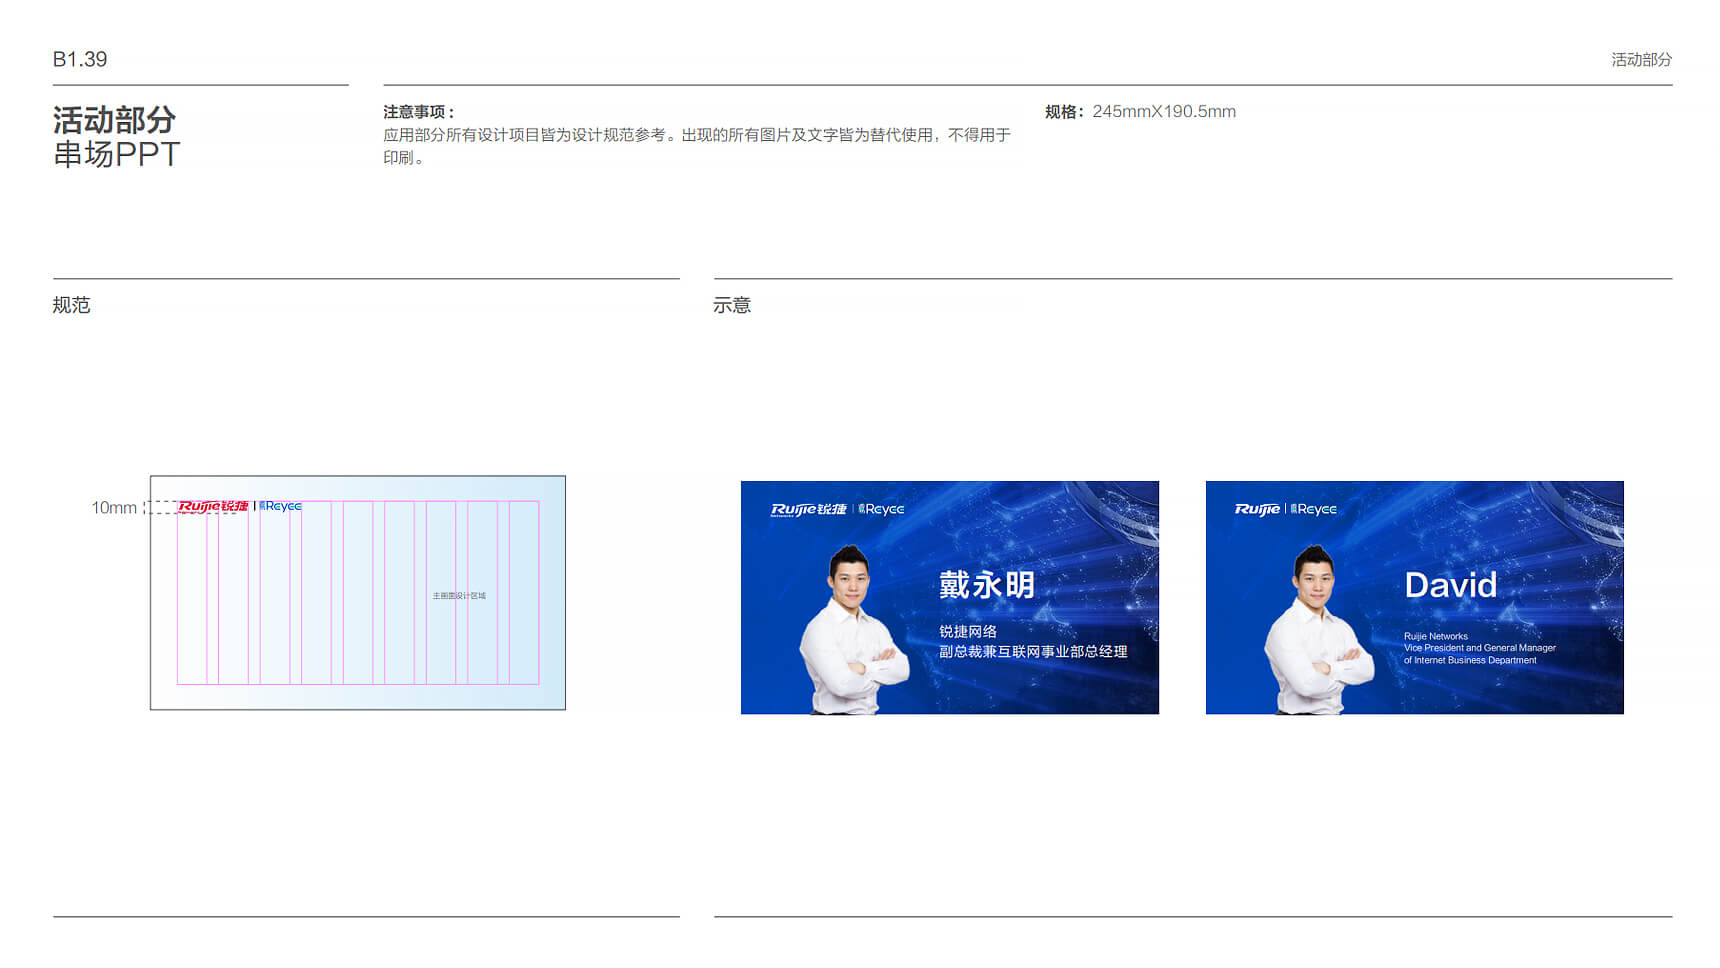 B1.39
活动部分
活动部分
串场PPT
注意事项：
应用部分所有设计项目皆为设计规范参考。出现的所有图片及文字皆为替代使用，不得用于
印刷。
规格：245mmX190.5mm
规范
示意
10mm
Ruijie锐捷 | Reyee
主画面设计区域
Ruijie锐捷 | Reyee
Networks
戴永明
锐捷网络
副总裁兼互联网事业部总经理
Ruijie | Reyee
David
Ruijie Networks
Vice President and General Manager
of Internet Business Department